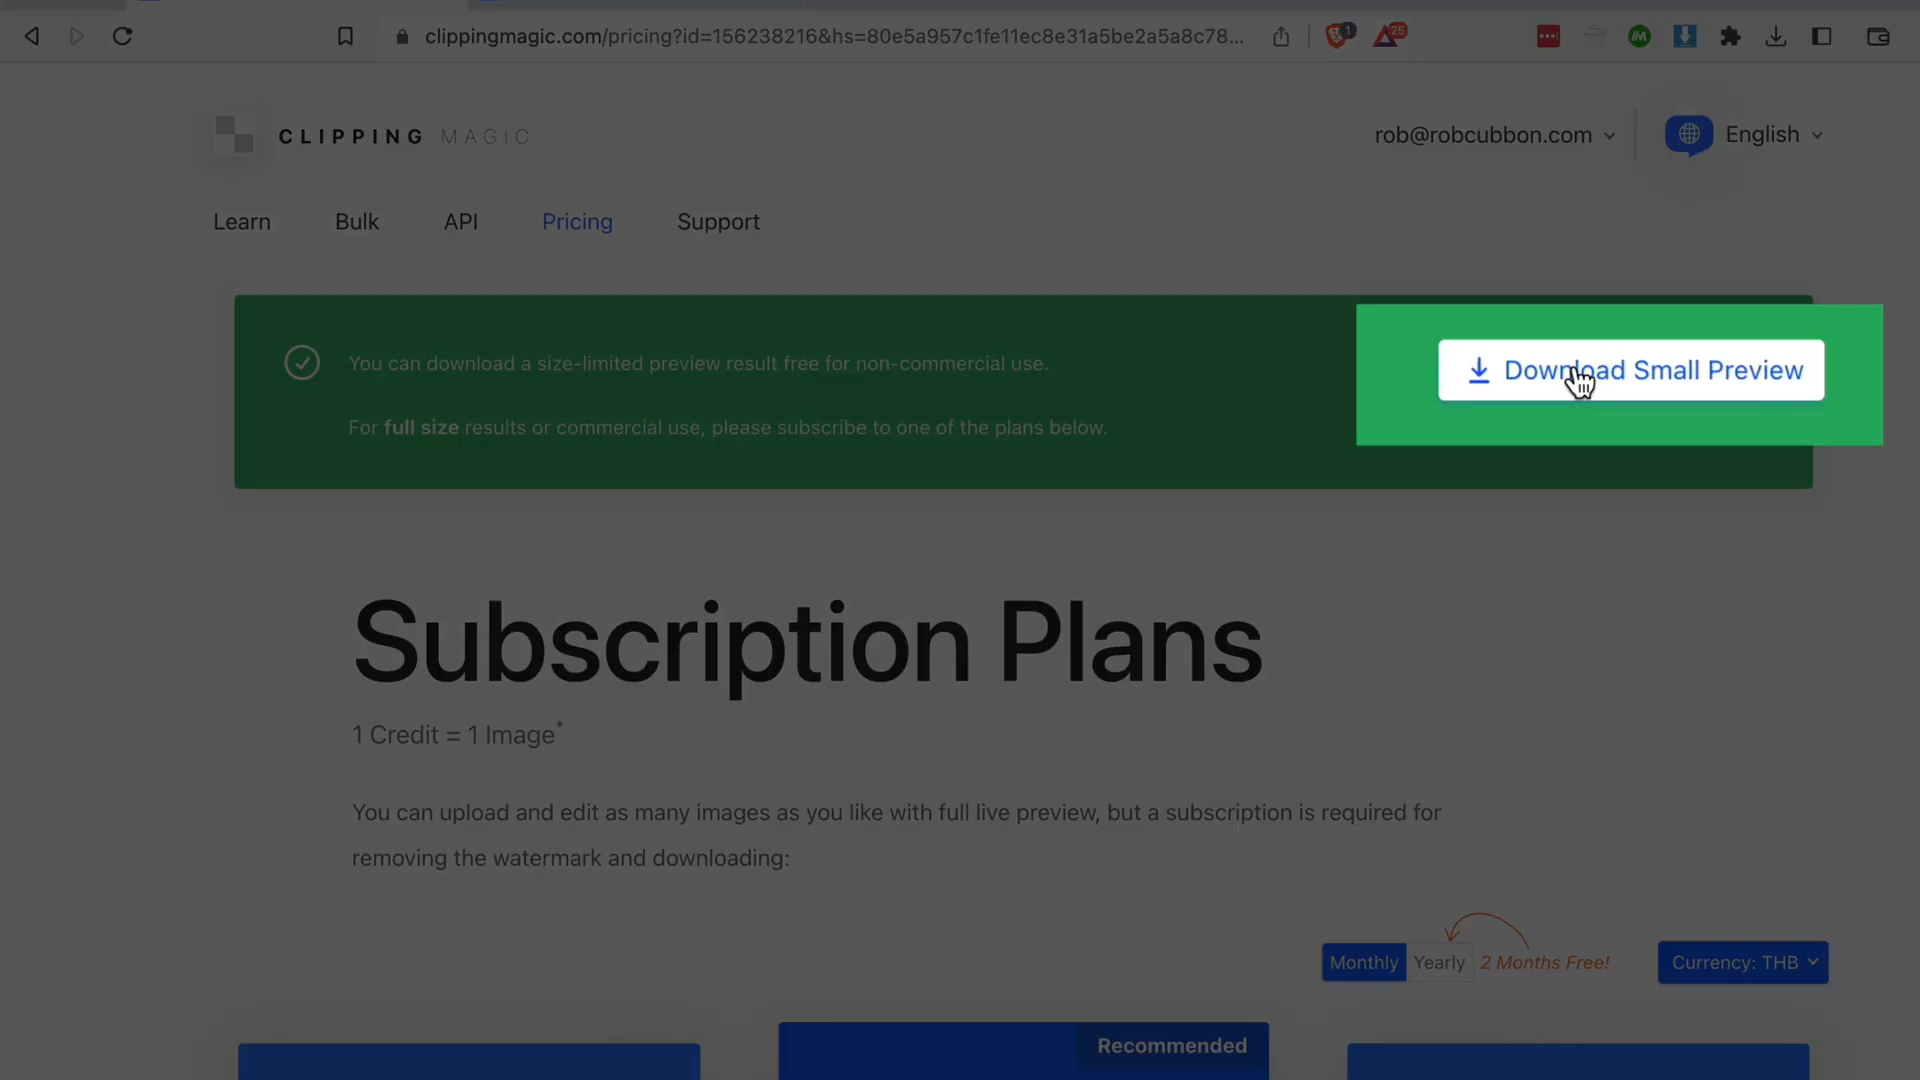 clippingmagic.com/pricing?id=156238216&hs=80e5a957c1fe11ec8e31a5be2a5a8c78...
1
25
CLIPPING MAGIC
rob@robcubbon.com
English
Learn
Bulk
API
Pricing
Support
You can download a size-limited preview result free for non-commercial use.
Download Small Preview
For full size results or commercial use, please subscribe to one of the plans below.
Subscription Plans
1 Credit = 1 Image*
You can upload and edit as many images as you like with full live preview, but a subscription is required for
removing the watermark and downloading:
Monthly
Yearly
2 Months Free!
Currency: THB
Recommended